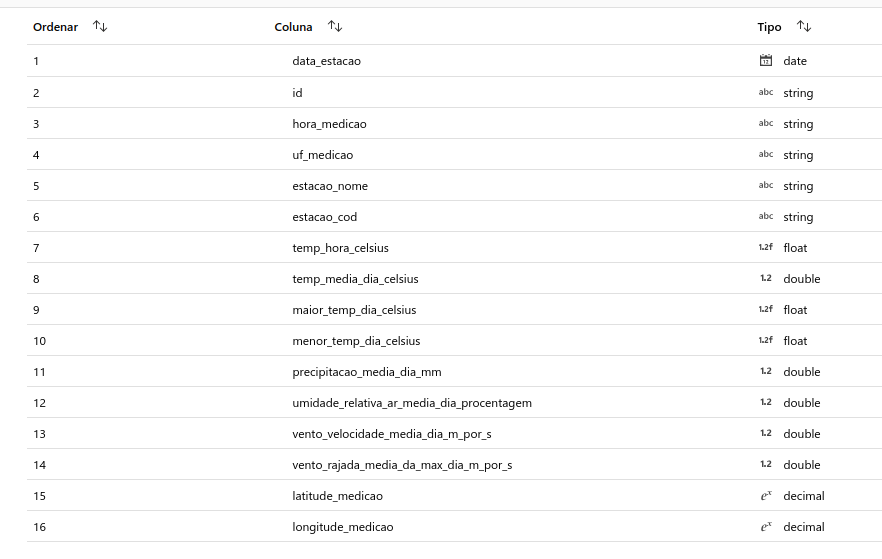 Ordenar Coluna Tipo
1 data_estacao date
2 id abc string
3 hora_medicao abc string
4 uf_medicao abc string
5 estacao_nome abc string
6 estacao_cod abc string
7 temp_hora_celsius 1.2f float
8 temp_media_dia_celsius 1.2 double
9 maior_temp_dia_celsius 1.2f float
10 menor_temp_dia_celsius 1.2f float
11 precipitacao_media_dia_mm 1.2 double
12 umidade_relativa_ar_media_dia_procentagem 1.2 double
13 vento_velocidade_media_dia_m_por_s 1.2 double
14 vento_rajada_media_da_max_dia_m_por_s 1.2 double
15 latitude_medicao eˣ decimal
16 longitude_medicao eˣ decimal